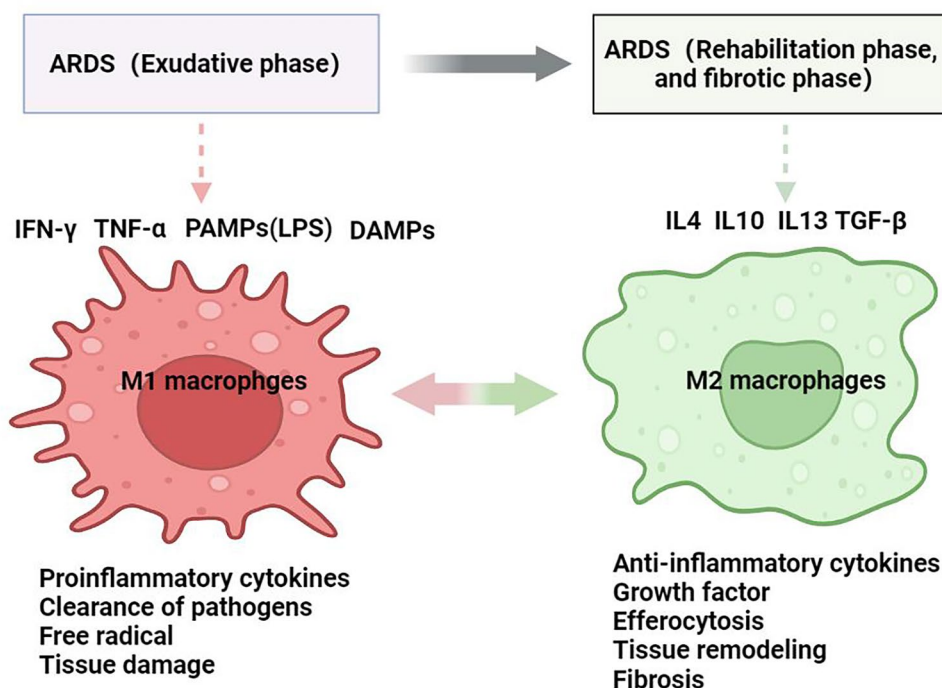 ARDS（Exudative phase）
ARDS（Rehabilitation phase,
and fibrotic phase）
IFN-γ TNF-α PAMPs(LPS) DAMPs
IL4 IL10 IL13 TGF-β
M1 macrophges
M2 macrophages
Proinflammatory cytokines
Clearance of pathogens
Free radical
Tissue damage
Anti-inflammatory cytokines
Growth factor
Efferocytosis
Tissue remodeling
Fibrosis